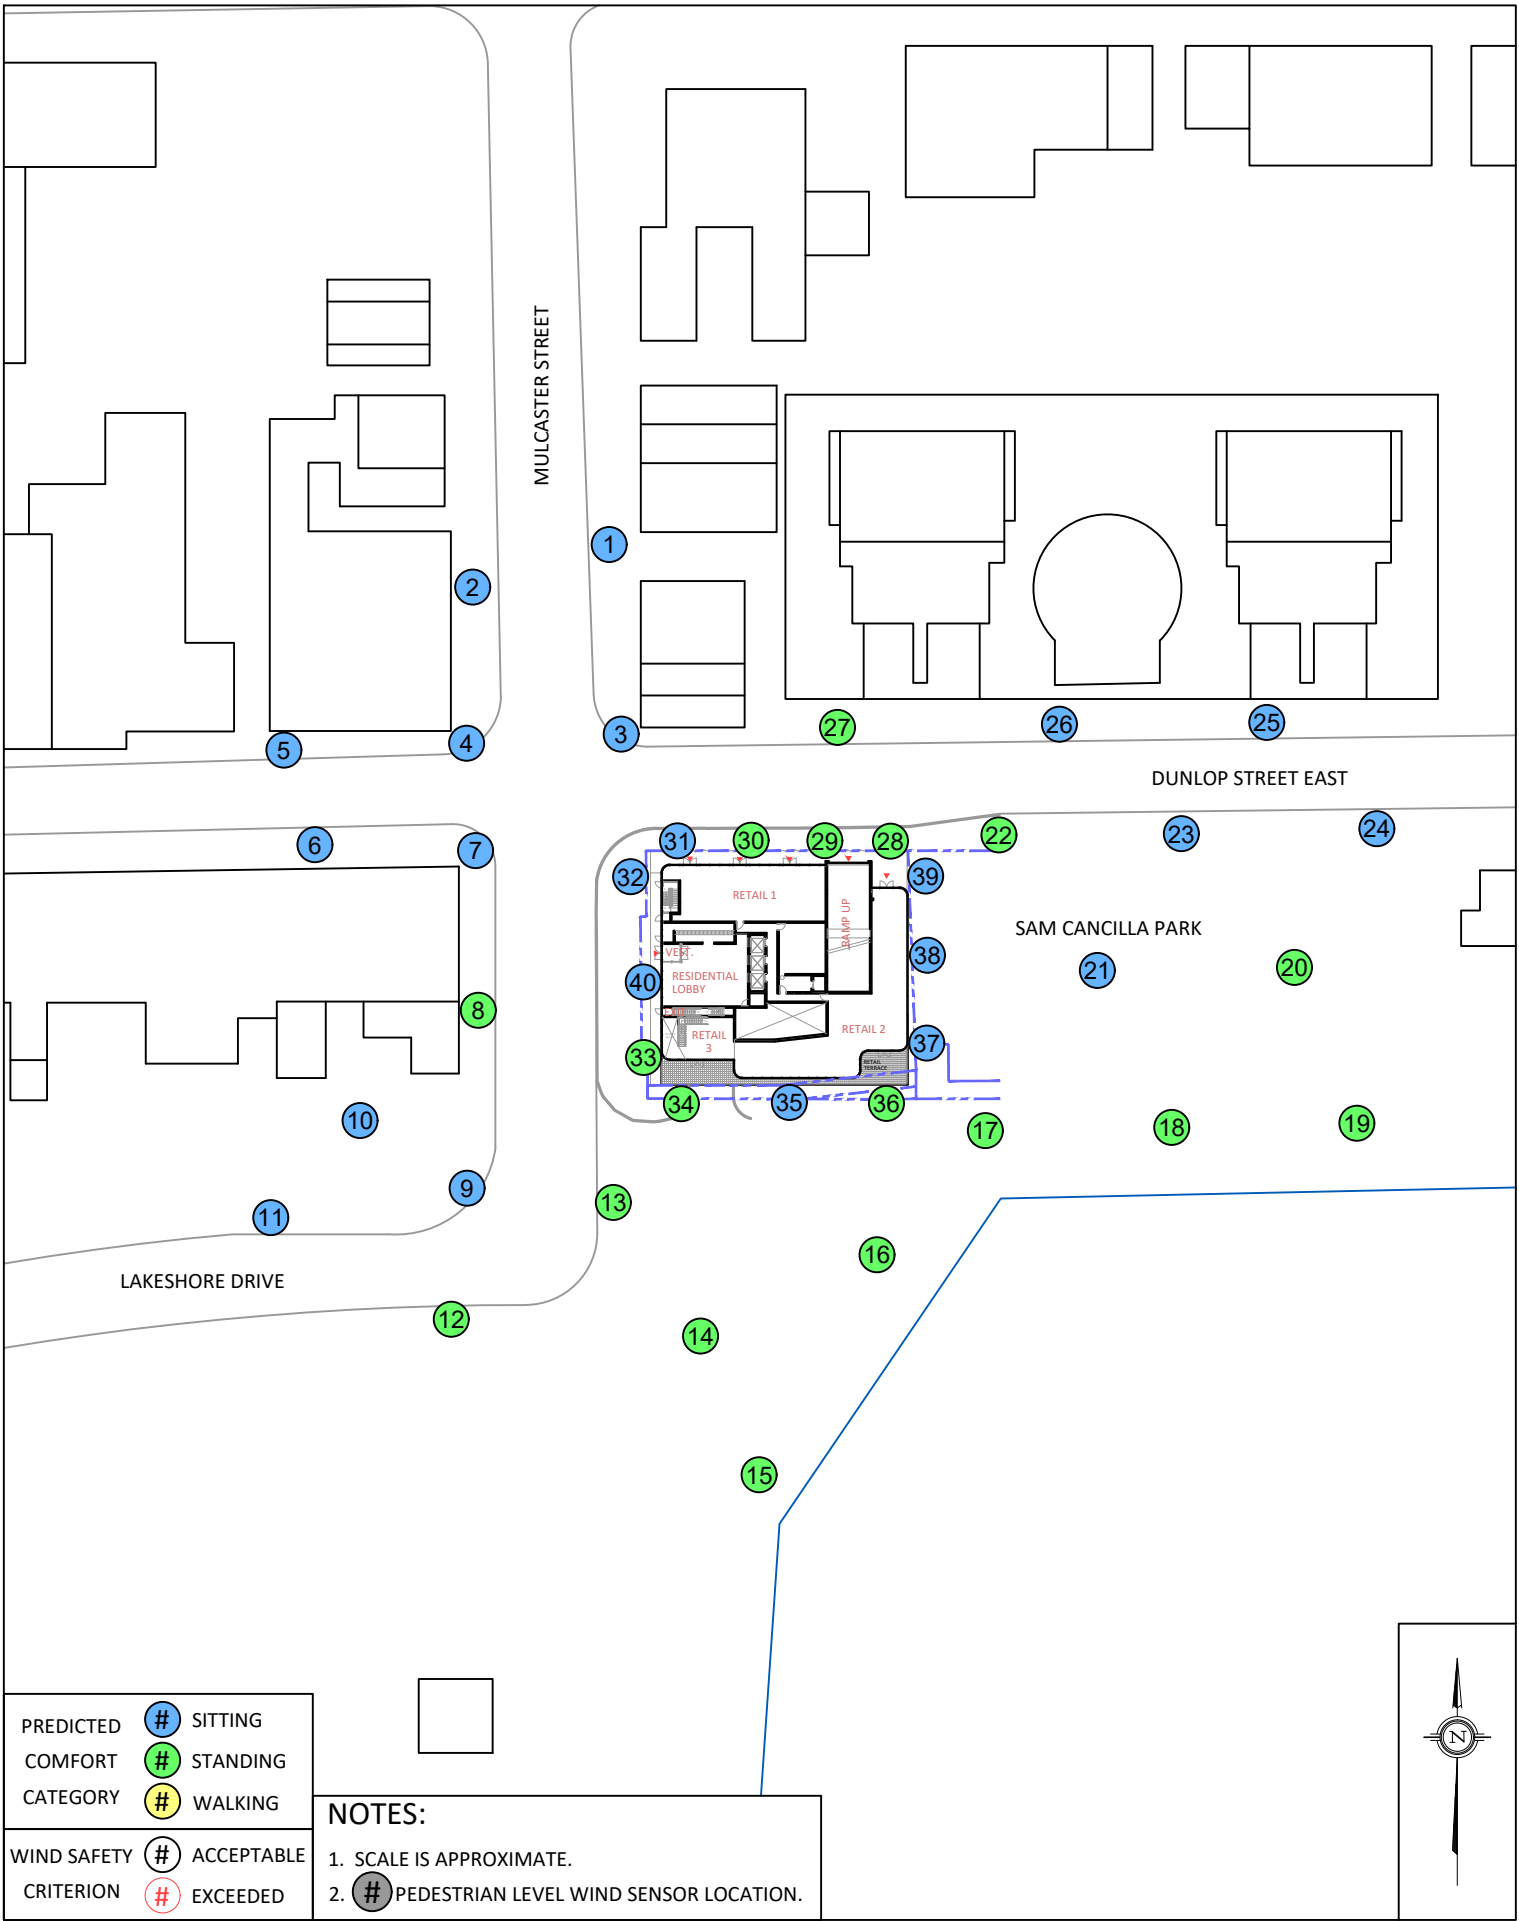 MULCASTER STREET
1
2
3
4
5
27
26
25
DUNLOP STREET EAST
6
7
31
30
29
28
22
23
24
32
39
RETAIL 1
RAMP UP
SAM CANCILLA PARK
38
21
20
VEST.
RESIDENTIAL
LOBBY
40
8
RETAIL
3
RETAIL 2
37
33
RETAIL
TERRACE
34
35
36
10
17
18
19
9
13
11
16
LAKESHORE DRIVE
12
14
15
PREDICTED
COMFORT
CATEGORY
# SITTING
# STANDING
# WALKING
WIND SAFETY
CRITERION
# ACCEPTABLE
# EXCEEDED
NOTES:
1. SCALE IS APPROXIMATE.
2. # PEDESTRIAN LEVEL WIND SENSOR LOCATION.
N